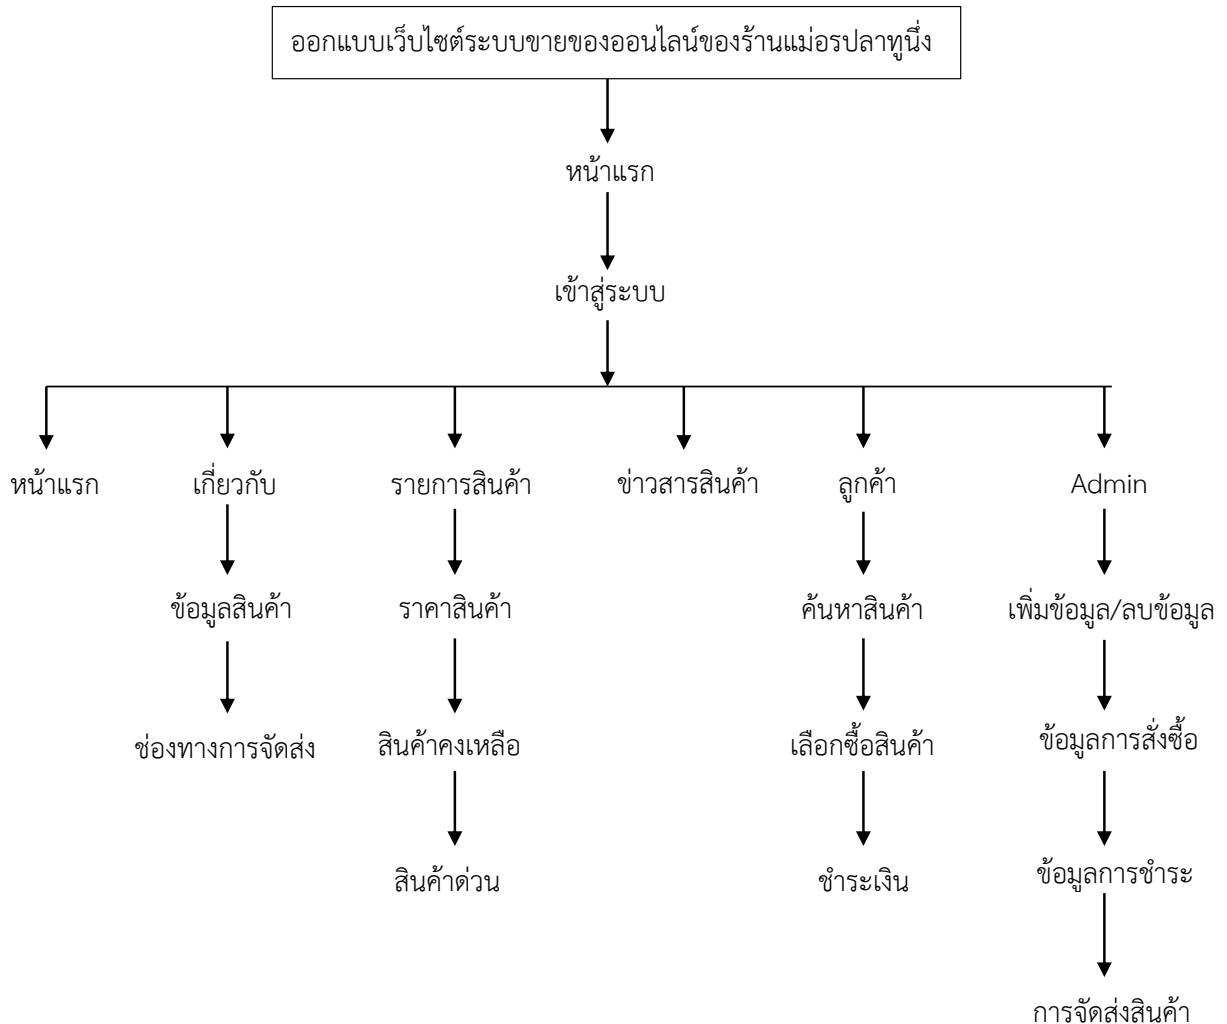 ออกแบบเว็บไซต์ระบบขายของออนไลน์ของร้านแม่อรปลาทูนึ่ง
หน้าแรก
เข้าสู่ระบบ
หน้าแรก เกี่ยวกับ รายการสินค้า ข่าวสารสินค้า ลูกค้า Admin
ข้อมูลสินค้า ราคาสินค้า ค้นหาสินค้า เพิ่มข้อมูล/ลบข้อมูล
ช่องทางการจัดส่ง สินค้าคงเหลือ เลือกซื้อสินค้า ข้อมูลการสั่งซื้อ
สินค้าด่วน ชำระเงิน ข้อมูลการชำระ
การจัดส่งสินค้า